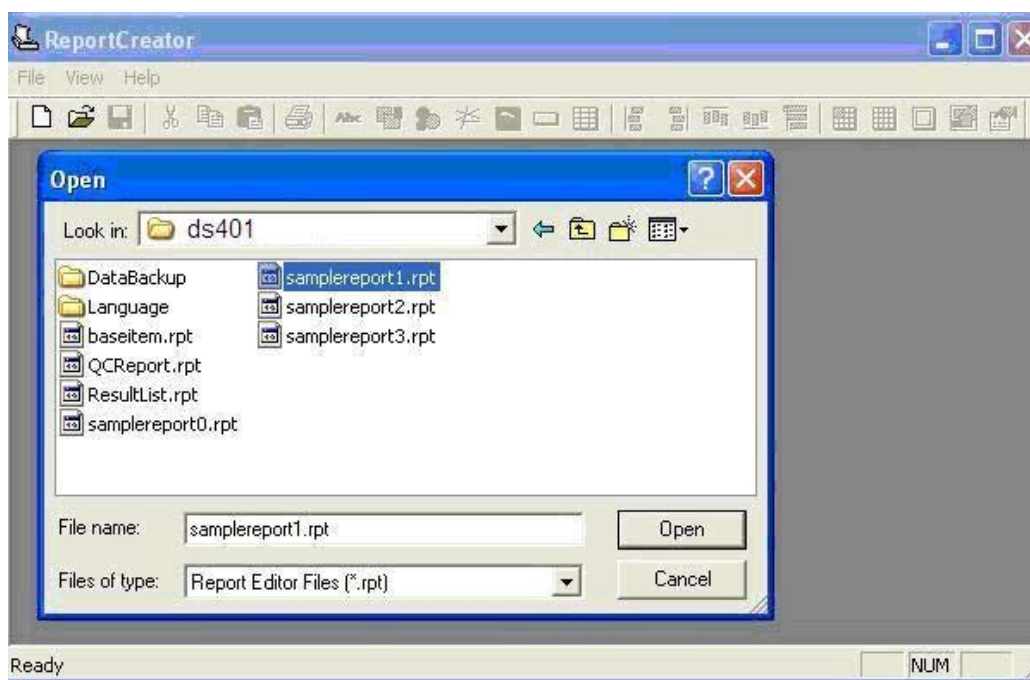 ReportCreator
File View Help
Abc
Open
Look in: ds401
DataBackup
Language
baseitem.rpt
QCReport.rpt
ResultList.rpt
samplereport0.rpt
samplereport1.rpt
samplereport2.rpt
samplereport3.rpt
File name: samplereport1.rpt Open
Files of type: Report Editor Files (*.rpt) Cancel
Ready NUM